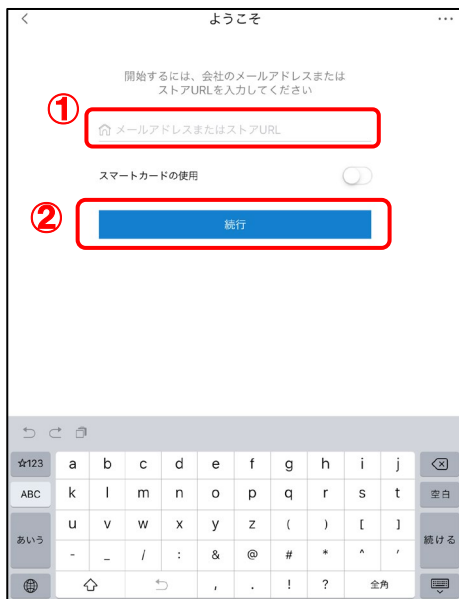 ようこそ
開始するには、会社のメールアドレスまたは
ストアURLを入力してください
①
メールアドレスまたはストアURL
スマートカードの使用
②
続行
☆123 a b c d e f g h i j
ABC k l m n o p q r s t 空白
あいう u v w x y z ( ) [ ] 続ける
- _ / : & @ # * ^ ’
, . ! ? 全角